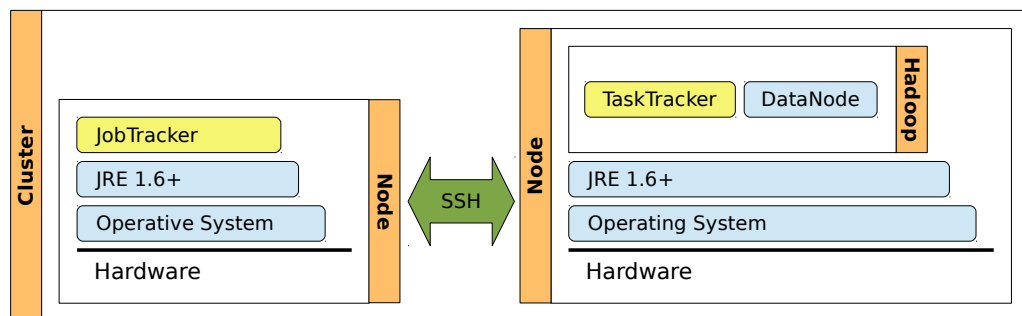 Cluster
JobTracker
JRE 1.6+
Operative System
Hardware
Node
SSH
Node
TaskTracker
DataNode
Hadoop
JRE 1.6+
Operating System
Hardware